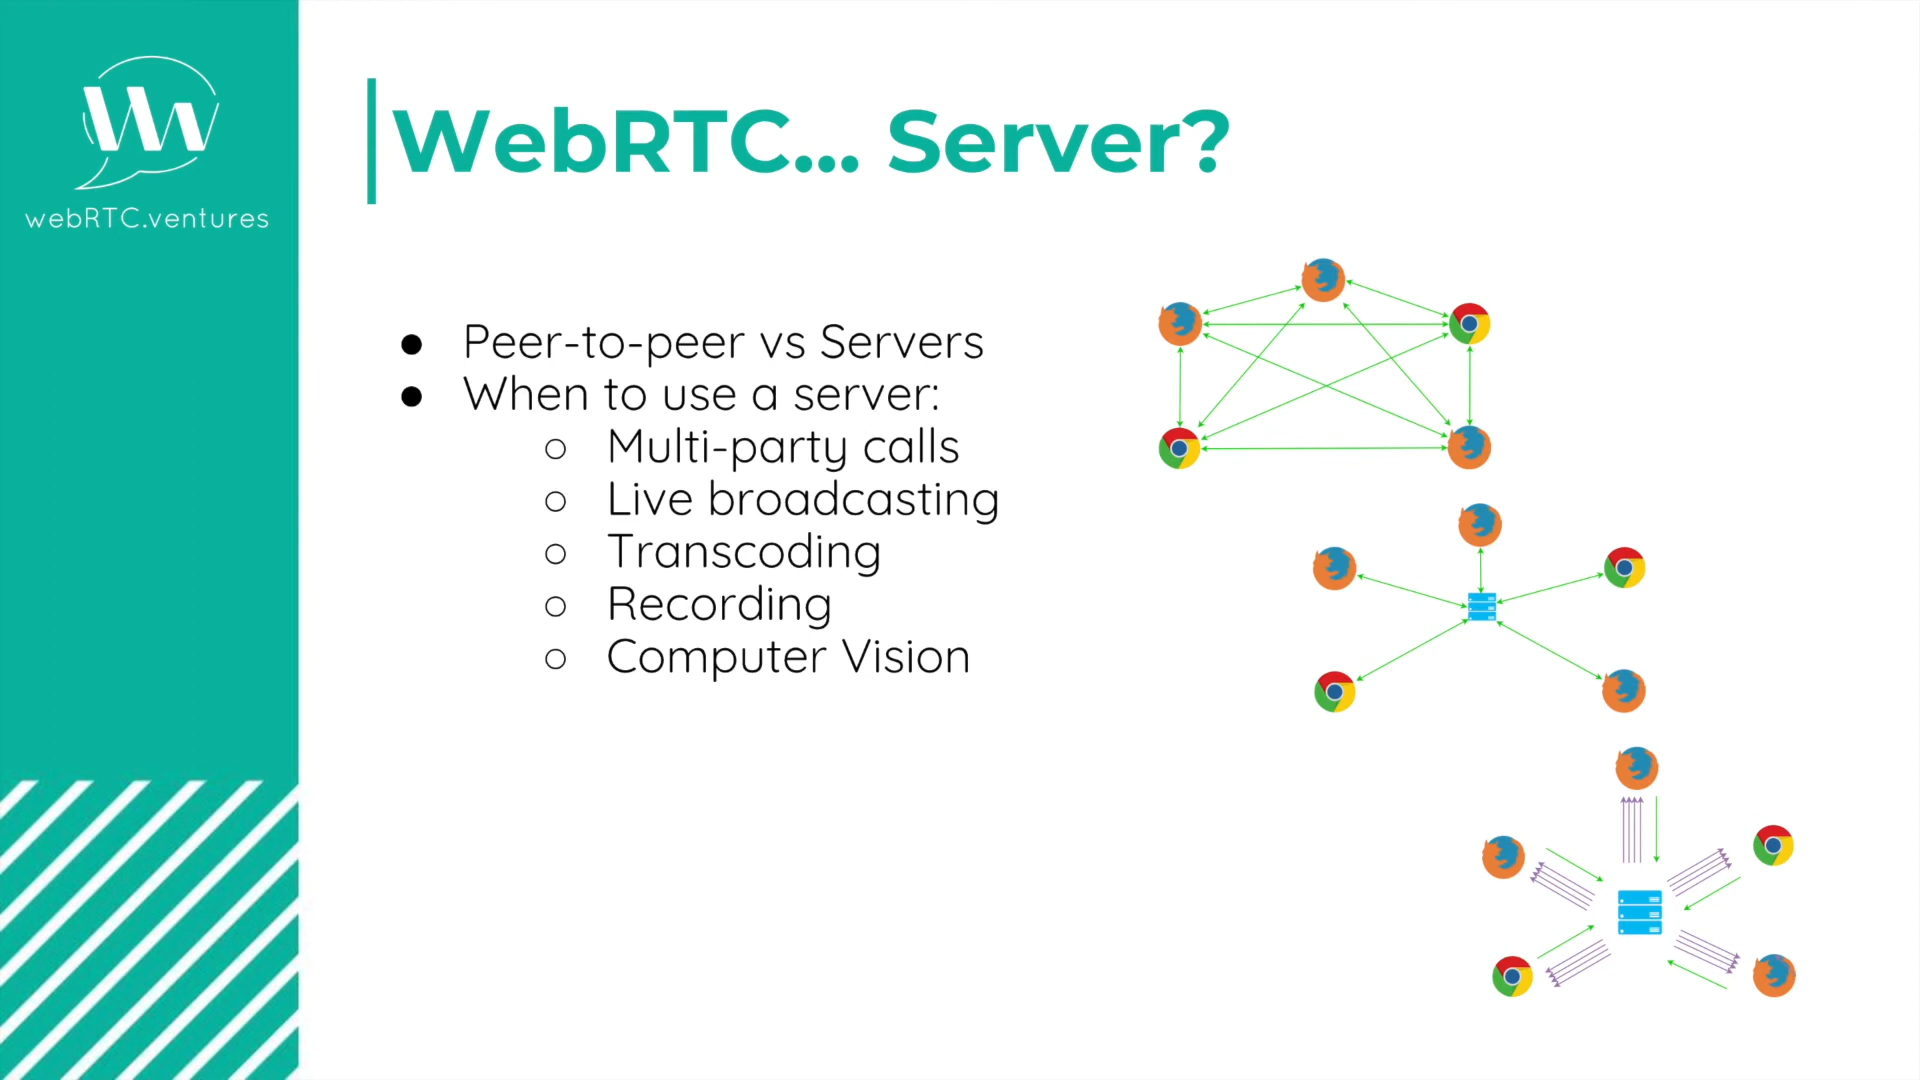 webRTC.ventures
WebRTC... Server?
● Peer-to-peer vs Servers
● When to use a server:
○ Multi-party calls
○ Live broadcasting
○ Transcoding
○ Recording
○ Computer Vision